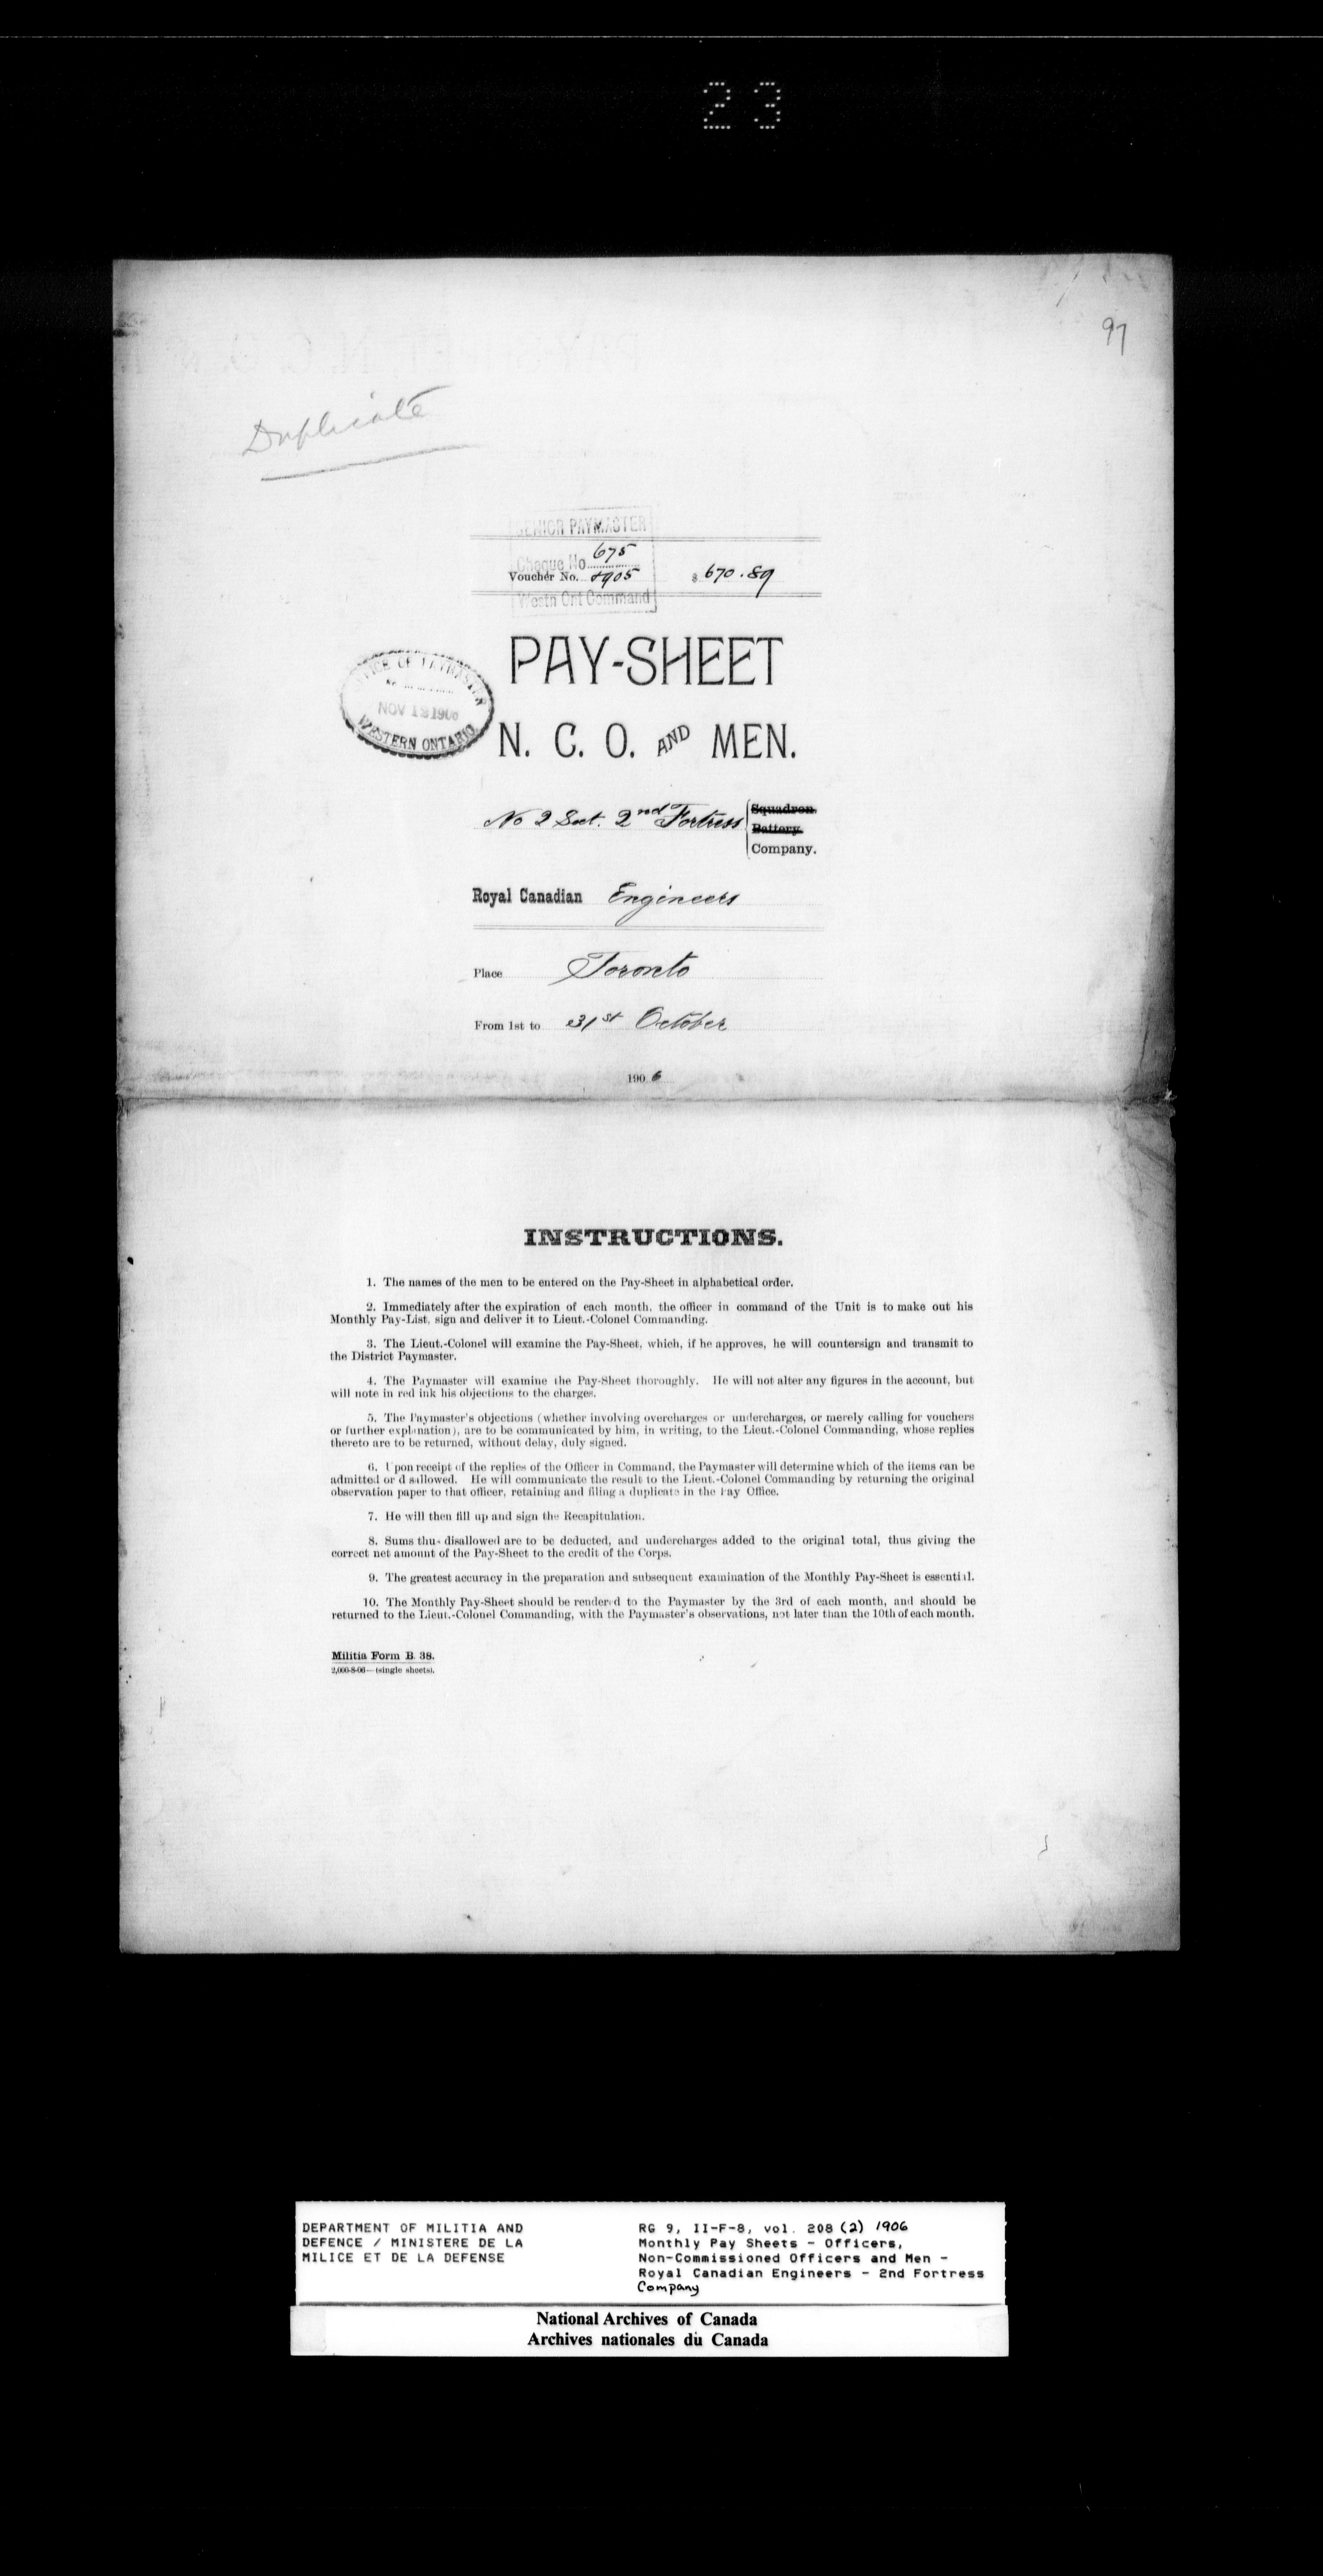 23
97
Duplicate
SENIOR PAYMASTER
Cheque No. 675
Voucher No. 8905 $ 670.89
Westn Ont Command
PAY-SHEET
OFFICE OF PAYMASTER
NOV 13 1906
WESTERN ONTARIO
N. C. O. AND MEN.
No 2 Sect. 2nd Fortress
Squadron.
Battery.
Company.
Royal Canadian Engineers
Place Toronto
From 1st to 31st October
1906
INSTRUCTIONS.
1. The names of the men to be entered on the Pay-Sheet in alphabetical order.
2. Immediately after the expiration of each month, the officer in command of the Unit is to make out his
Monthly Pay-List, sign and deliver it to Lieut.-Colonel Commanding.
3. The Lieut.-Colonel will examine the Pay-Sheet, which, if he approves, he will countersign and transmit to
the District Paymaster.
4. The Paymaster will examine the Pay-Sheet thoroughly. He will not alter any figures in the account, but
will note in red ink his objections to the charges.
5. The Paymaster's objections (whether involving overcharges or undercharges, or merely calling for vouchers
or further explanation), are to be communicated by him, in writing, to the Lieut.-Colonel Commanding, whose replies
thereto are to be returned, without delay, duly signed.
6. Upon receipt of the replies of the Officer in Command, the Paymaster will determine which of the items can be
admitted or disallowed. He will communicate the result to the Lieut.-Colonel Commanding by returning the original
observation paper to that officer, retaining and filing a duplicate in the Pay Office.
7. He will then fill up and sign the Recapitulation.
8. Sums thus disallowed are to be deducted, and undercharges added to the original total, thus giving the
correct net amount of the Pay-Sheet to the credit of the Corps.
9. The greatest accuracy in the preparation and subsequent examination of the Monthly Pay-Sheet is essential.
10. The Monthly Pay-Sheet should be rendered to the Paymaster by the 3rd of each month, and should be
returned to the Lieut.-Colonel Commanding, with the Paymaster's observations, not later than the 10th of each month.
Militia Form B. 38.
2,000-8-06—(single sheets).
DEPARTMENT OF MILITIA AND
DEFENCE / MINISTERE DE LA
MILICE ET DE LA DEFENSE
RG 9, II-F-8, vol. 208 (2) 1906
Monthly Pay Sheets - Officers,
Non-Commissioned Officers and Men -
Royal Canadian Engineers - 2nd Fortress
Company
National Archives of Canada
Archives nationales du Canada